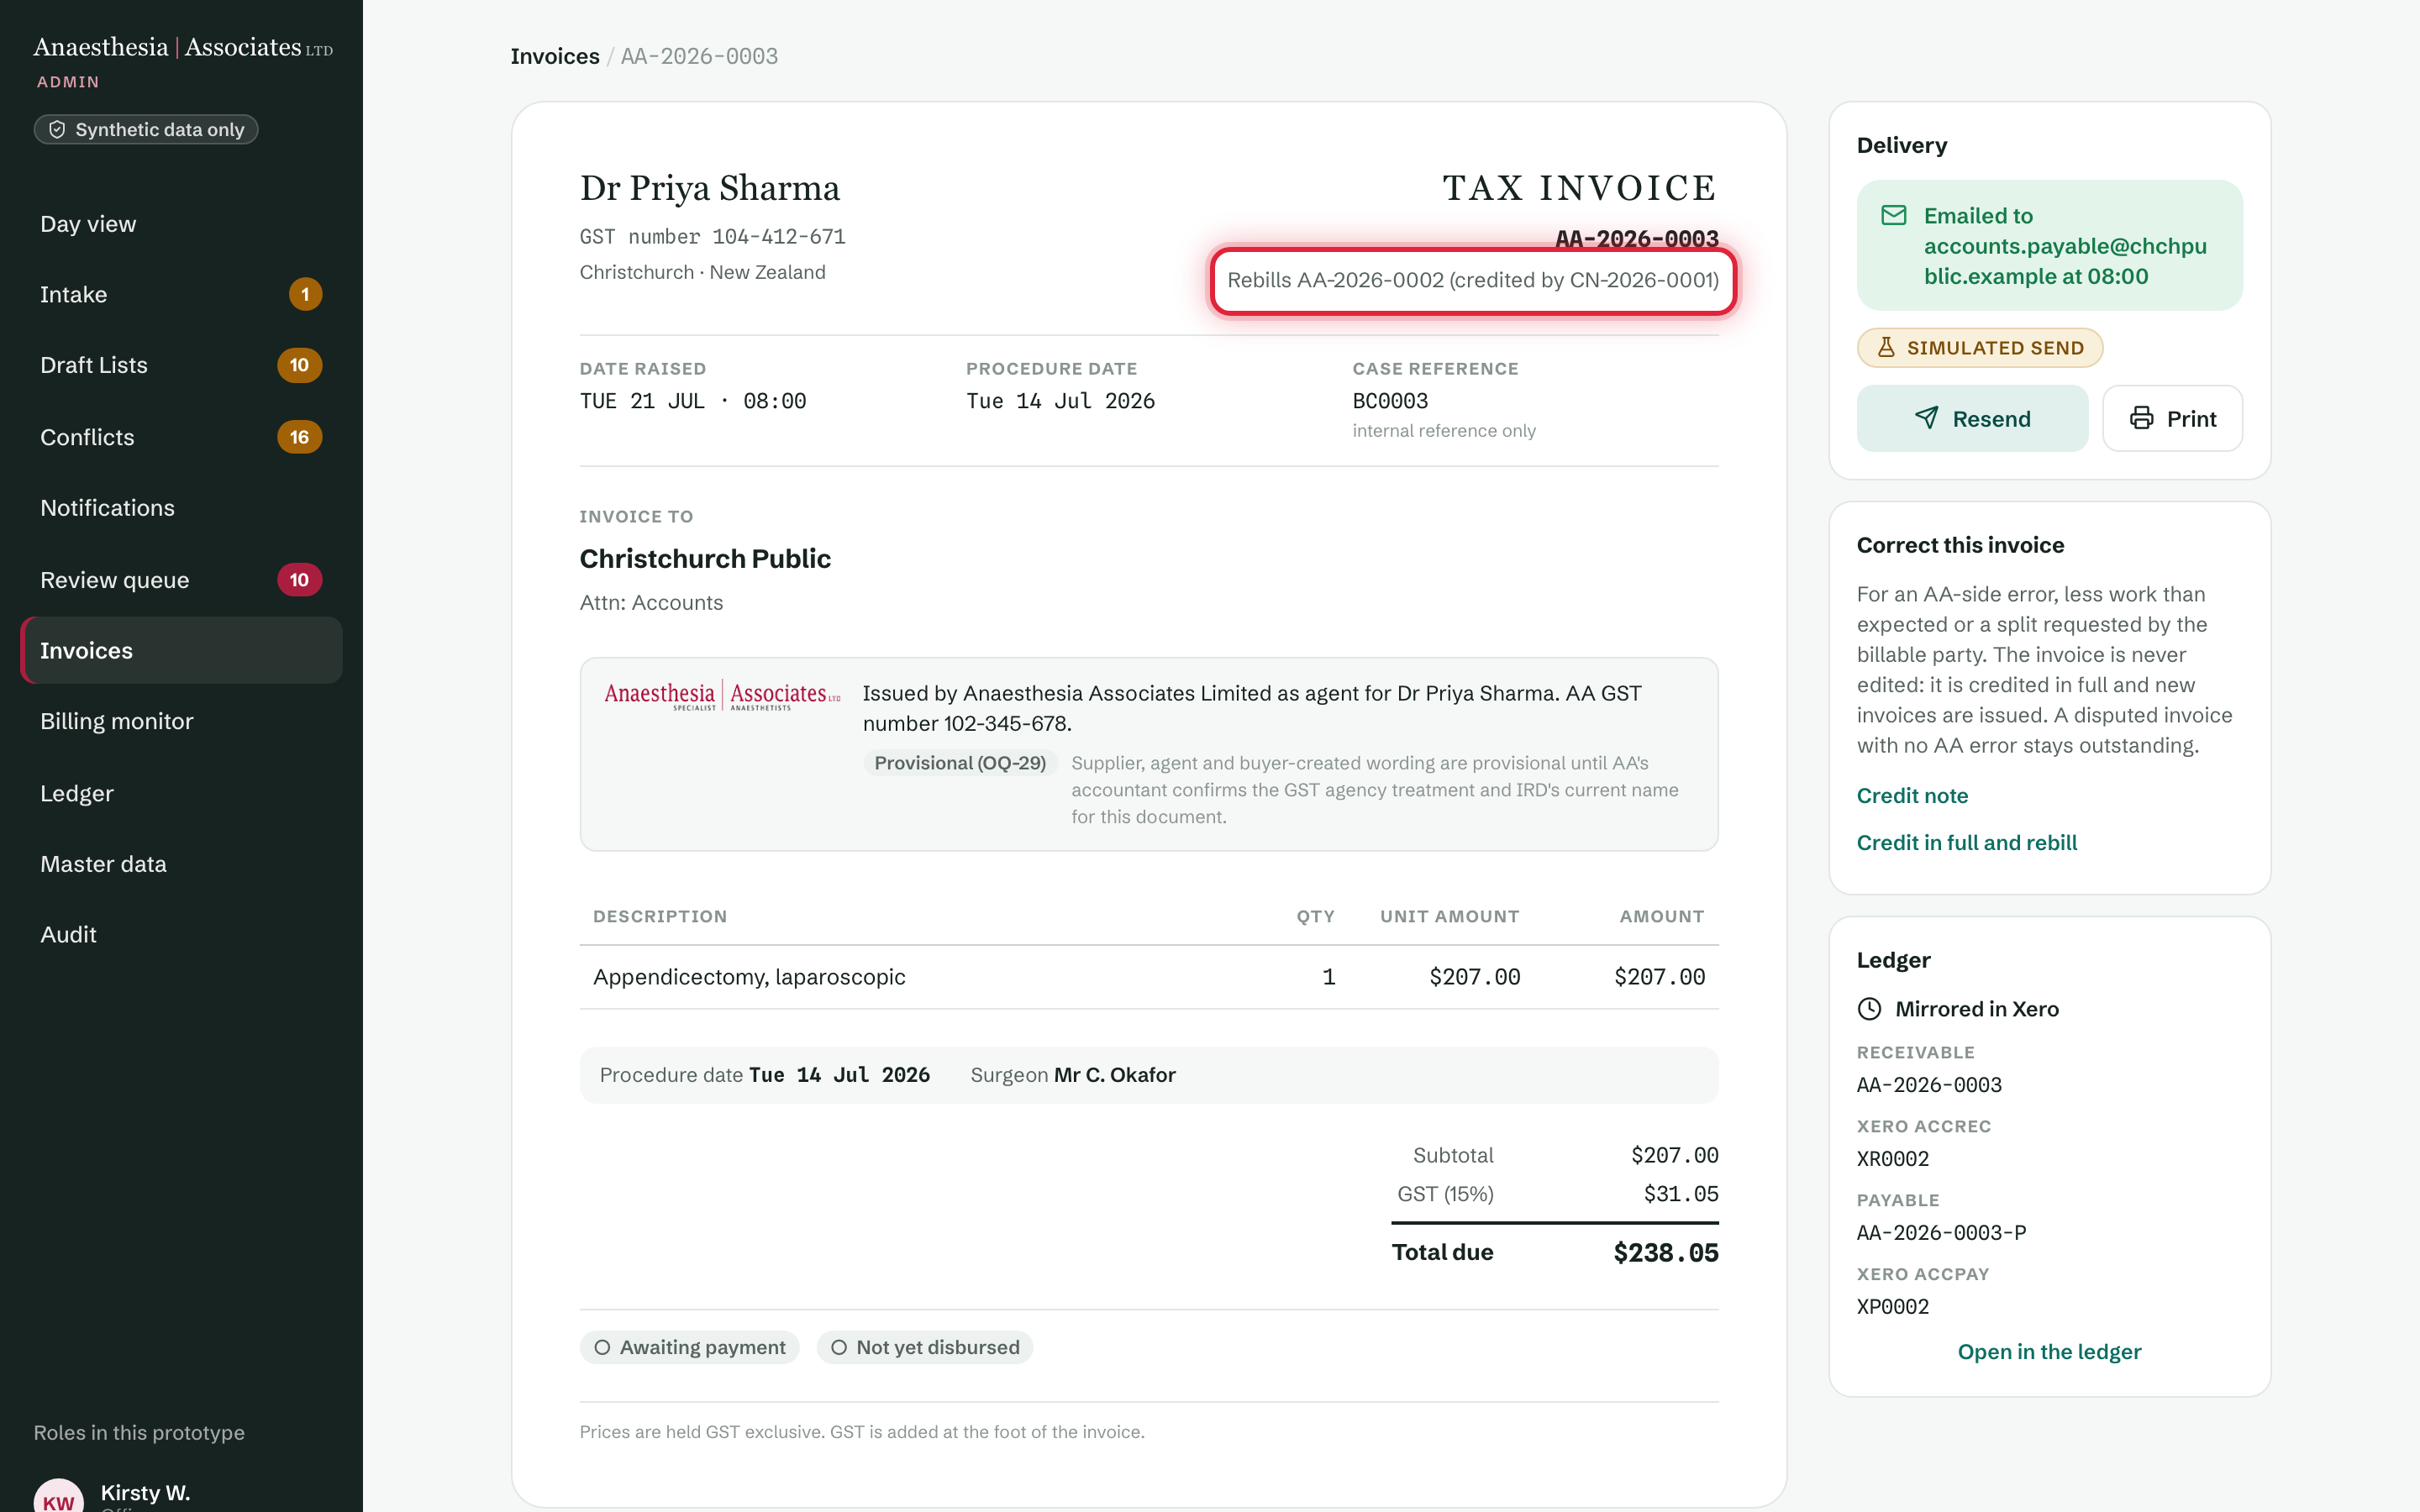 Anaesthesia | Associates LTD
ADMIN
Synthetic data only
Day view
Intake 1
Draft Lists 10
Conflicts 16
Notifications
Review queue 10
Invoices
Billing monitor
Ledger
Master data
Audit
Roles in this prototype
KW Kirsty W.
Invoices / AA-2026-0003
Dr Priya Sharma
GST number 104-412-671
Christchurch · New Zealand
TAX INVOICE
AA-2026-0003
Rebills AA-2026-0002 (credited by CN-2026-0001)
DATE RAISED
TUE 21 JUL · 08:00
PROCEDURE DATE
Tue 14 Jul 2026
CASE REFERENCE
BC0003
internal reference only
INVOICE TO
Christchurch Public
Attn: Accounts
Anaesthesia | Associates LTD
SPECIALIST ANAESTHETISTS
Issued by Anaesthesia Associates Limited as agent for Dr Priya Sharma. AA GST
number 102-345-678.
Provisional (OQ-29)
Supplier, agent and buyer-created wording are provisional until AA's
accountant confirms the GST agency treatment and IRD's current name
for this document.
DESCRIPTION QTY UNIT AMOUNT AMOUNT
Appendicectomy, laparoscopic 1 $207.00 $207.00
Procedure date Tue 14 Jul 2026 Surgeon Mr C. Okafor
Subtotal $207.00
GST (15%) $31.05
Total due $238.05
Awaiting payment Not yet disbursed
Prices are held GST exclusive. GST is added at the foot of the invoice.
Delivery
Emailed to
accounts.payable@chchpu
blic.example at 08:00
SIMULATED SEND
Resend Print
Correct this invoice
For an AA-side error, less work than
expected or a split requested by the
billable party. The invoice is never
edited: it is credited in full and new
invoices are issued. A disputed invoice
with no AA error stays outstanding.
Credit note
Credit in full and rebill
Ledger
Mirrored in Xero
RECEIVABLE
AA-2026-0003
XERO ACCREC
XR0002
PAYABLE
AA-2026-0003-P
XERO ACCPAY
XP0002
Open in the ledger